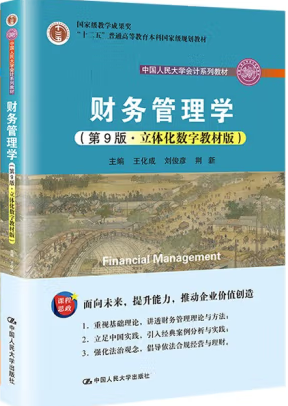 国家级教学成果奖
"十二五"普通高等教育本科国家级规划教材
中国人民大学会计系列教材
财务管理学
(第9版·立体化数字教材版)
主编 王化成 刘俊彦 荆新
Financial Management
课程
思政
面向未来，提升能力，推动企业价值创造
1. 重视基础理论，讲透财务管理理论与方法；
2. 立足中国实践，引入经典案例分析与实践；
3. 强化法治观念，倡导依法合规经营与理财。
中国人民大学出版社
中国人民大学会计系列教材
财务管理学
(第9版·立体化数字教材版)
中国人民大学出版社